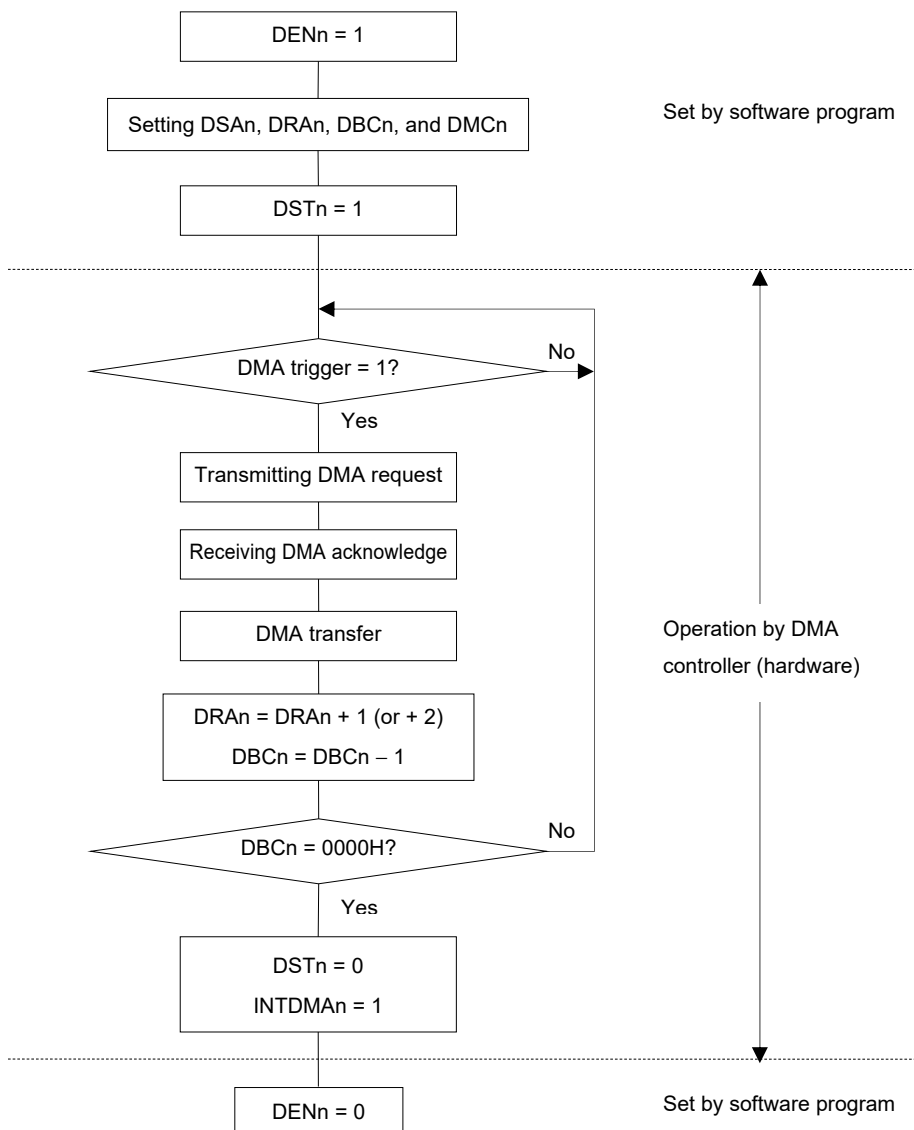 DENn = 1
Set by software program
Setting DSAn, DRAn, DBCn, and DMCn
DSTn = 1
DMA trigger = 1?
No
Yes
Transmitting DMA request
Receiving DMA acknowledge
DMA transfer
Operation by DMA
controller (hardware)
DRAn = DRAn + 1 (or + 2)
DBCn = DBCn − 1
DBCn = 0000H?
No
Yes
DSTn = 0
INTDMAn = 1
DENn = 0
Set by software program